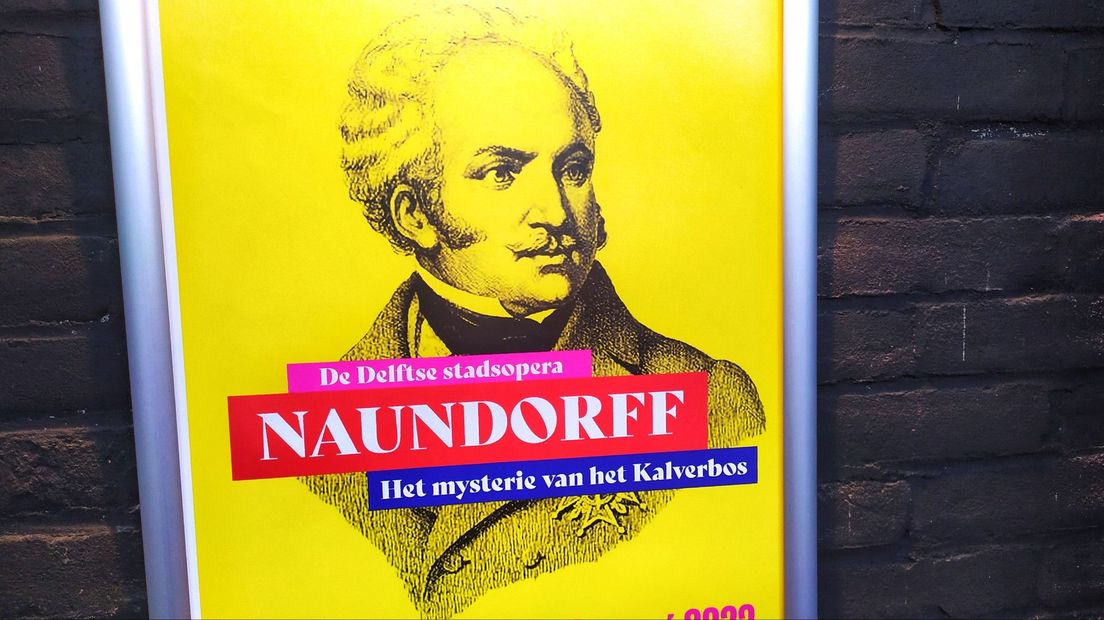 De Delftse stadsopera
NAUNDORFF
Het mysterie van het Kalverbos